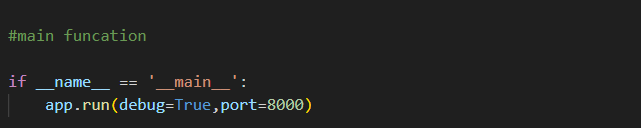 #main funcation
if __name__ == '__main__':
    app.run(debug=True,port=8000)